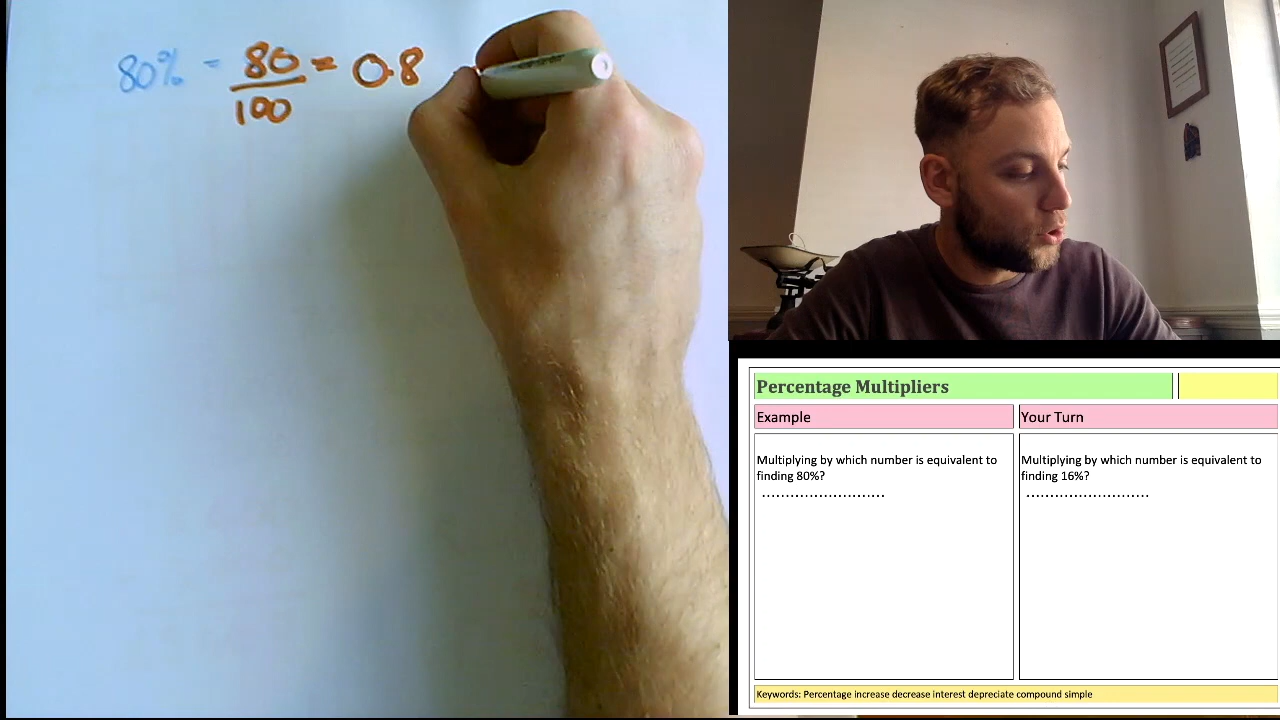 80% = 80/100 = 0.8
Percentage Multipliers
Example
Your Turn
Multiplying by which number is equivalent to
finding 80%?
..........................
Multiplying by which number is equivalent to
finding 16%?
..........................
Keywords: Percentage increase decrease interest depreciate compound simple